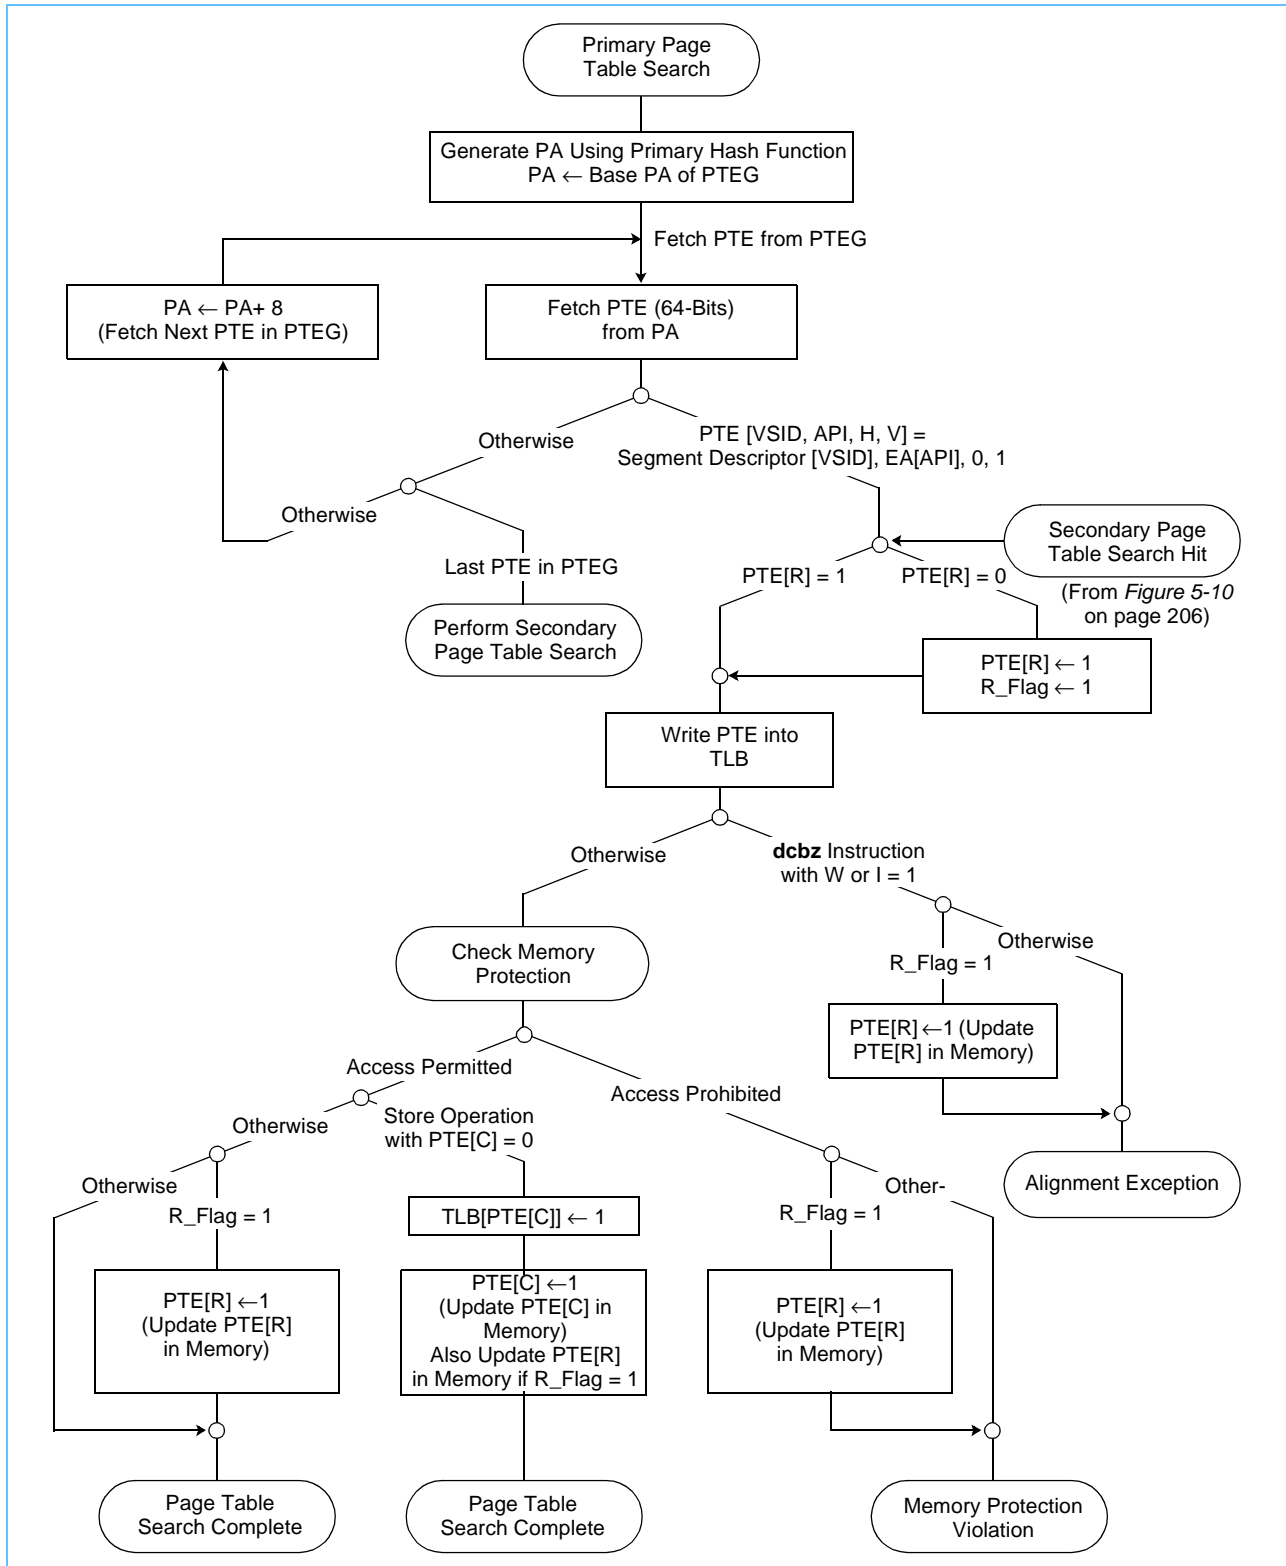 Primary Page
Table Search
Generate PA Using Primary Hash Function
PA ← Base PA of PTEG
Fetch PTE from PTEG
PA ← PA+ 8
(Fetch Next PTE in PTEG)
Fetch PTE (64-Bits)
from PA
Otherwise
PTE [VSID, API, H, V] =
Segment Descriptor [VSID], EA[API], 0, 1
Otherwise
Last PTE in PTEG
Perform Secondary
Page Table Search
Secondary Page
Table Search Hit
(From Figure 5-10
on page 206)
PTE[R] = 1
PTE[R] = 0
PTE[R] ← 1
R_Flag ← 1
Write PTE into
TLB
Otherwise
dcbz Instruction
with W or I = 1
Check Memory
Protection
R_Flag = 1
Otherwise
PTE[R] ←1 (Update
PTE[R] in Memory)
Alignment Exception
Access Permitted
Access Prohibited
Otherwise
Store Operation
with PTE[C] = 0
Otherwise
R_Flag = 1
TLB[PTE[C]] ← 1
R_Flag = 1
Other-
PTE[R] ←1
(Update PTE[R]
in Memory)
PTE[C] ←1
(Update PTE[C] in
Memory)
Also Update PTE[R]
in Memory if R_Flag = 1
PTE[R] ←1
(Update PTE[R]
in Memory)
Page Table
Search Complete
Page Table
Search Complete
Memory Protection
Violation